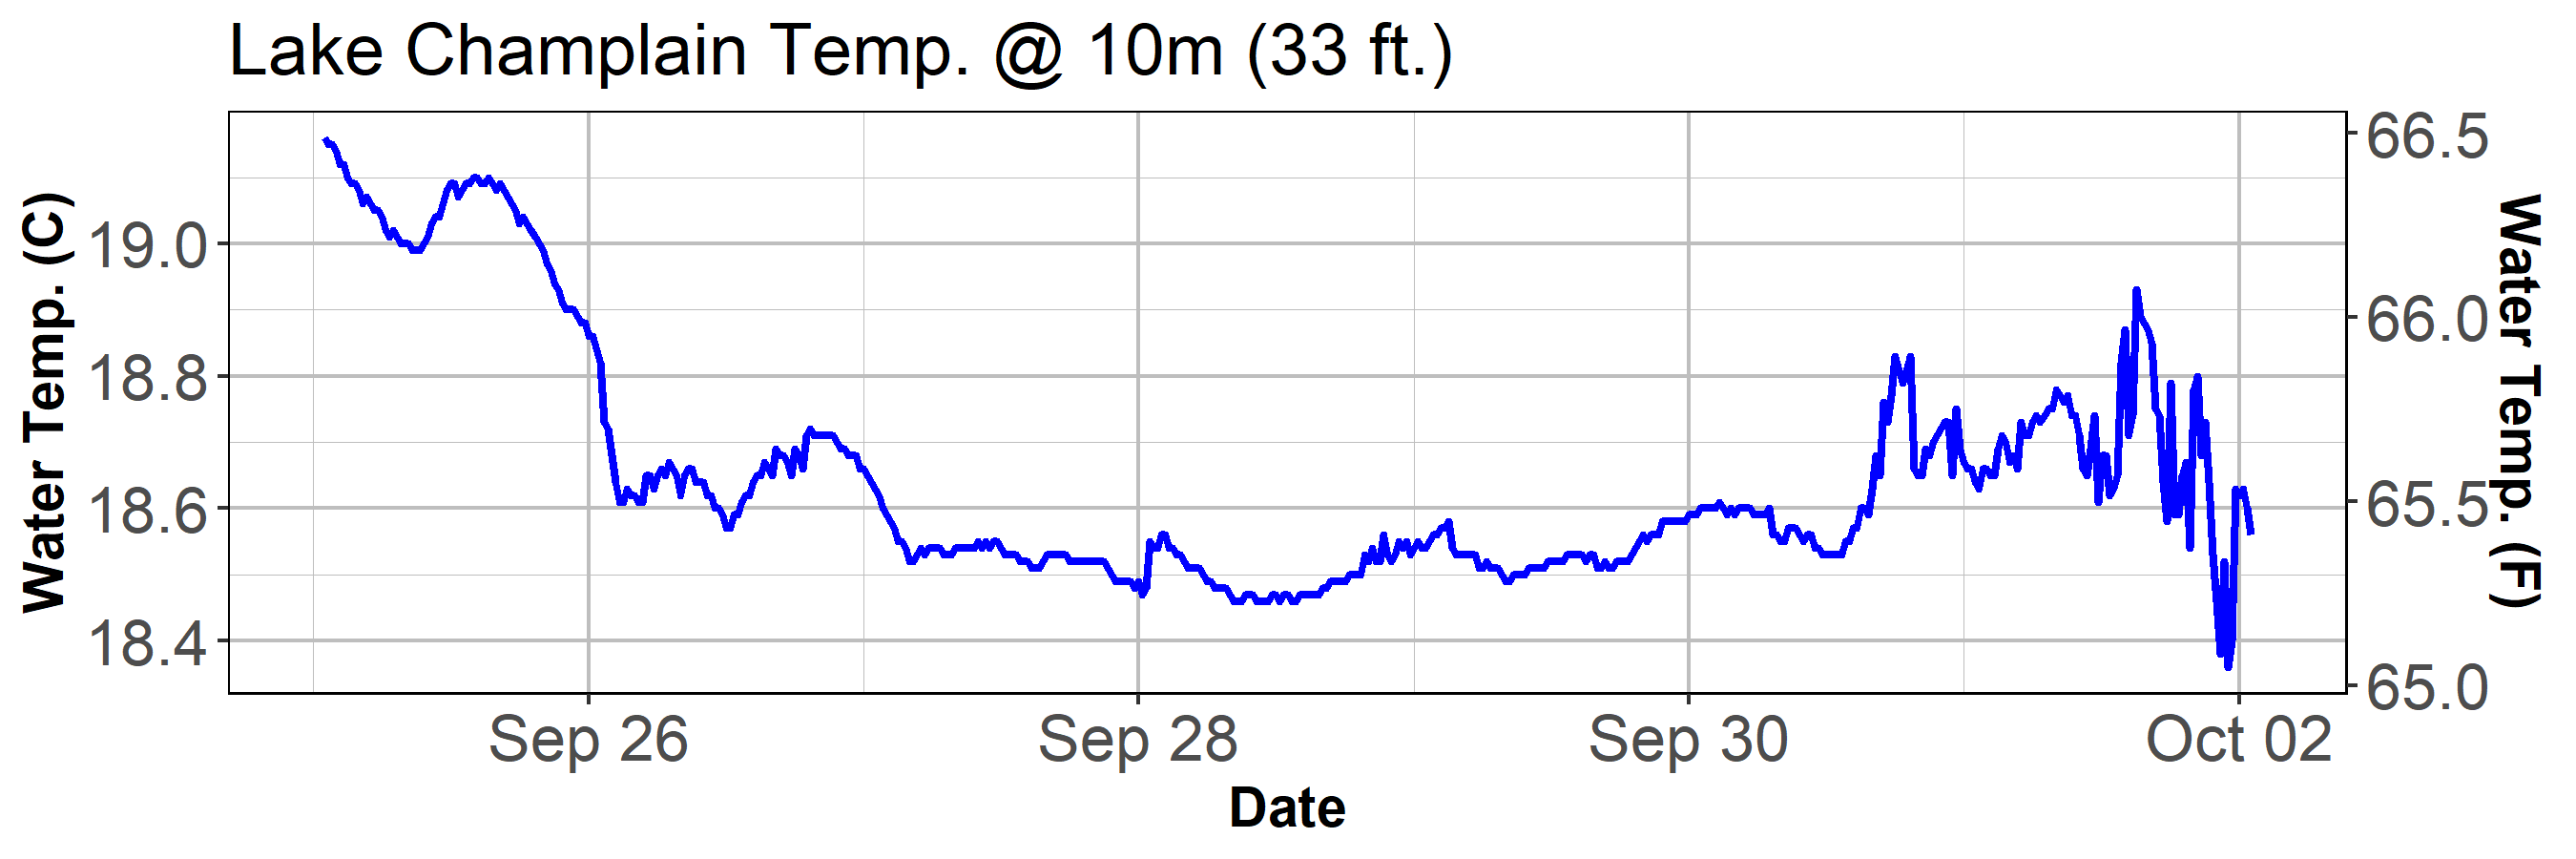 Lake Champlain Temp. @ 10m (33 ft.)
Water Temp. (C)
19.0
18.8
18.6
18.4
66.5
66.0
65.5
65.0
Water Temp. (F)
Sep 26
Sep 28
Sep 30
Oct 02
Date